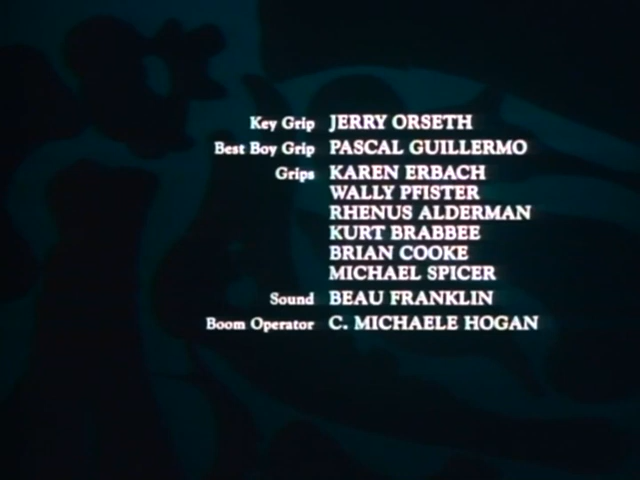 Key Grip JERRY ORSETH
Best Boy Grip PASCAL GUILLERMO
Grips KAREN ERBACH
WALLY PFISTER
RHENUS ALDERMAN
KURT BRABBEE
BRIAN COOKE
MICHAEL SPICER
Sound BEAU FRANKLIN
Boom Operator C. MICHAELE HOGAN